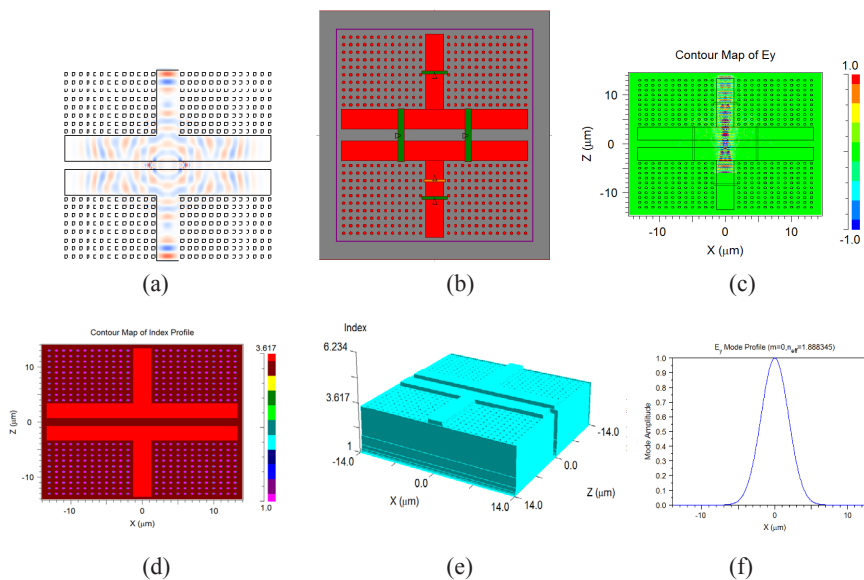 Contour Map of Ey
1.0
10
0
-10
Z (µm)
-10
0
10
X (µm)
-1.0
(a)
(b)
(c)
Contour Map of Index Profile
3.617
10
0
-10
Z (µm)
-10
0
10
X (µm)
1.0
Index
6.234
3.617
1
-14.0
0.0
14.0
X (µm)
14.0
0.0
-14.0
Z (µm)
Ey Mode Profile (m=0,neff=1.888345)
1.0
0.9
0.8
0.7
0.6
0.5
0.4
0.3
0.2
0.1
0.0
Mode Amplitude
-10
0
10
X (µm)
(d)
(e)
(f)